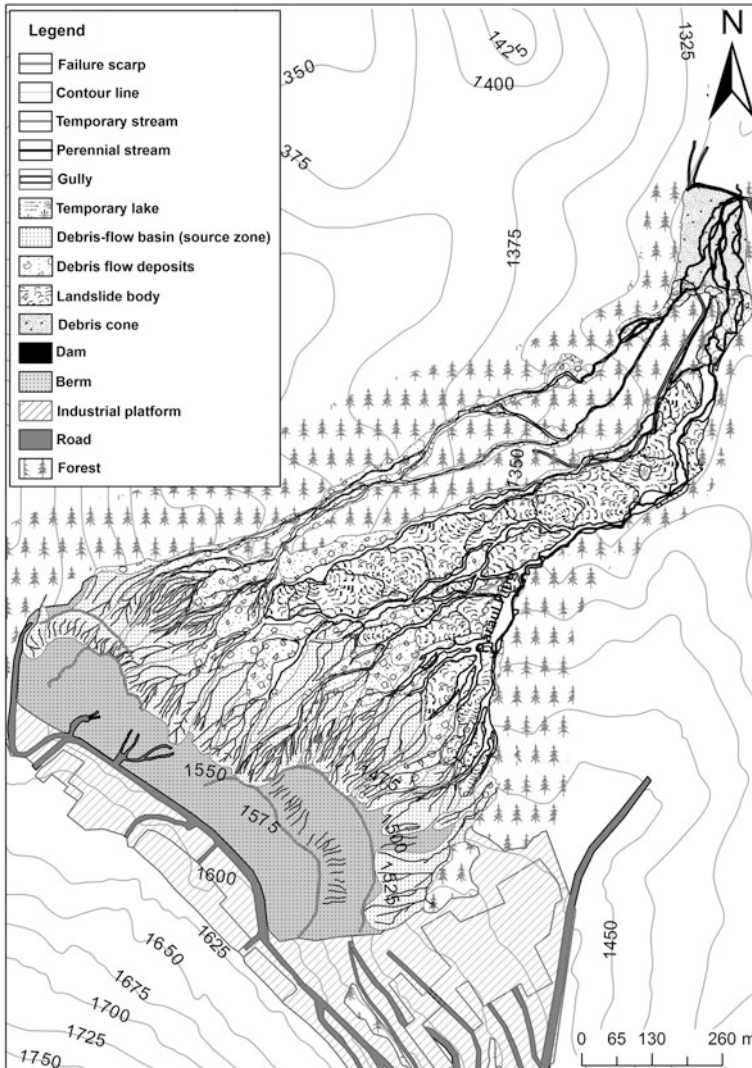 Legend
Failure scarp
Contour line
Temporary stream
Perennial stream
Gully
Temporary lake
Debris-flow basin (source zone)
Debris flow deposits
Landslide body
Debris cone
Dam
Berm
Industrial platform
Road
Forest
N
1425
1325
350
1400
375
1375
1350
1475
1550
1575
1500
1525
1600
1625
1650
1675
1700
1725
1750
1450
0 65 130 260 m